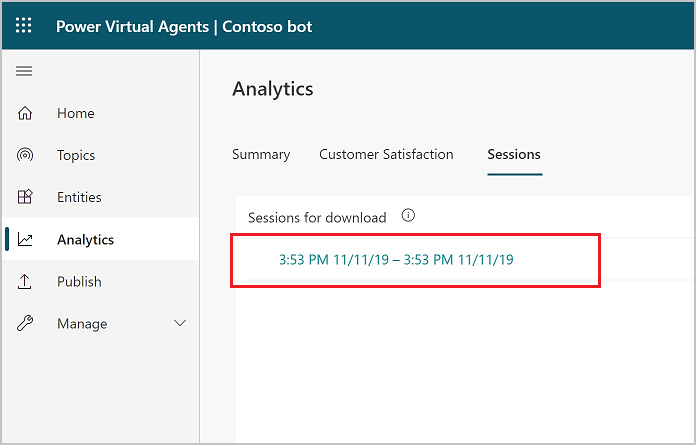 Power Virtual Agents | Contoso bot
Analytics
Home
Topics
Entities
Analytics
Publish
Manage
Summary Customer Satisfaction Sessions
Sessions for download
3:53 PM 11/11/19 – 3:53 PM 11/11/19